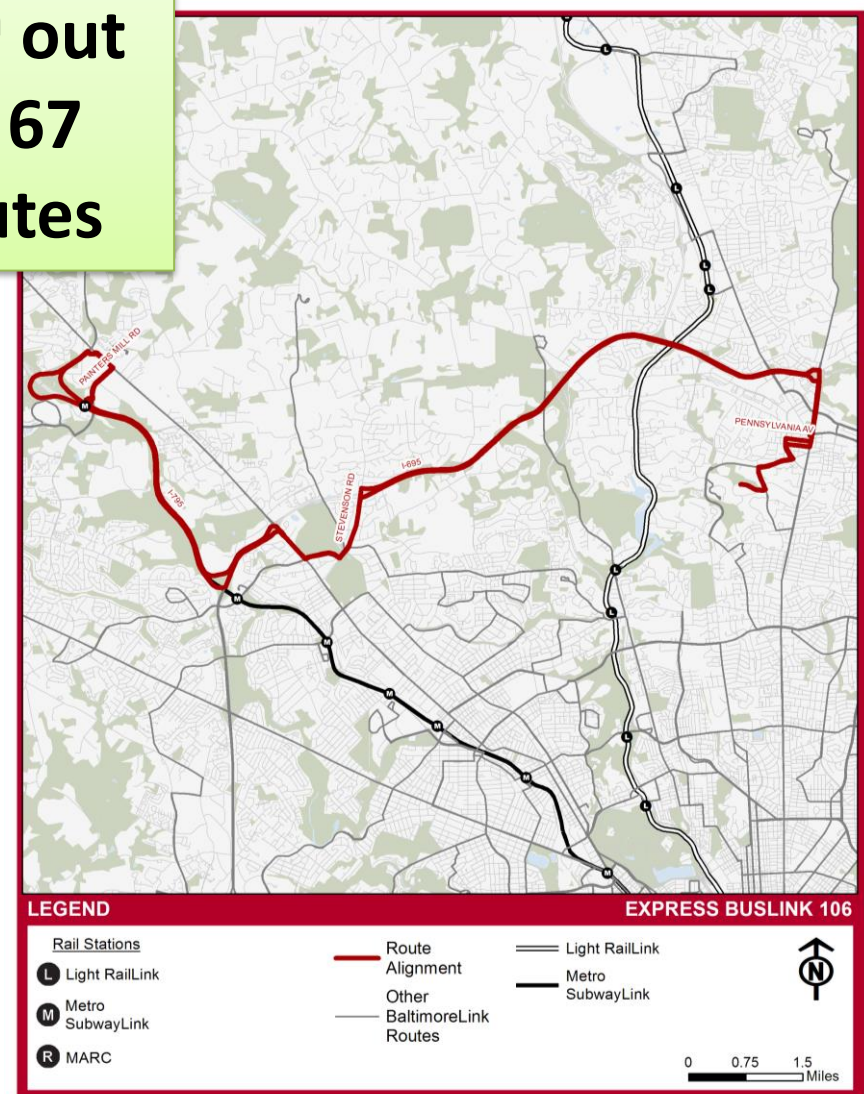 out
67
PAINTERS MILL RD
I-795
STEVENSON RD
I-695
PENNSYLVANIA AV
L
L
L
L
L
L
L
L
M
M
M
M
M
M
M
LEGEND
EXPRESS BUSLINK 106
Rail Stations
L Light RailLink
M Metro
SubwayLink
R MARC
Route
Alignment
Other
BaltimoreLink
Routes
Light RailLink
Metro
SubwayLink
N
0 0.75 1.5
Miles